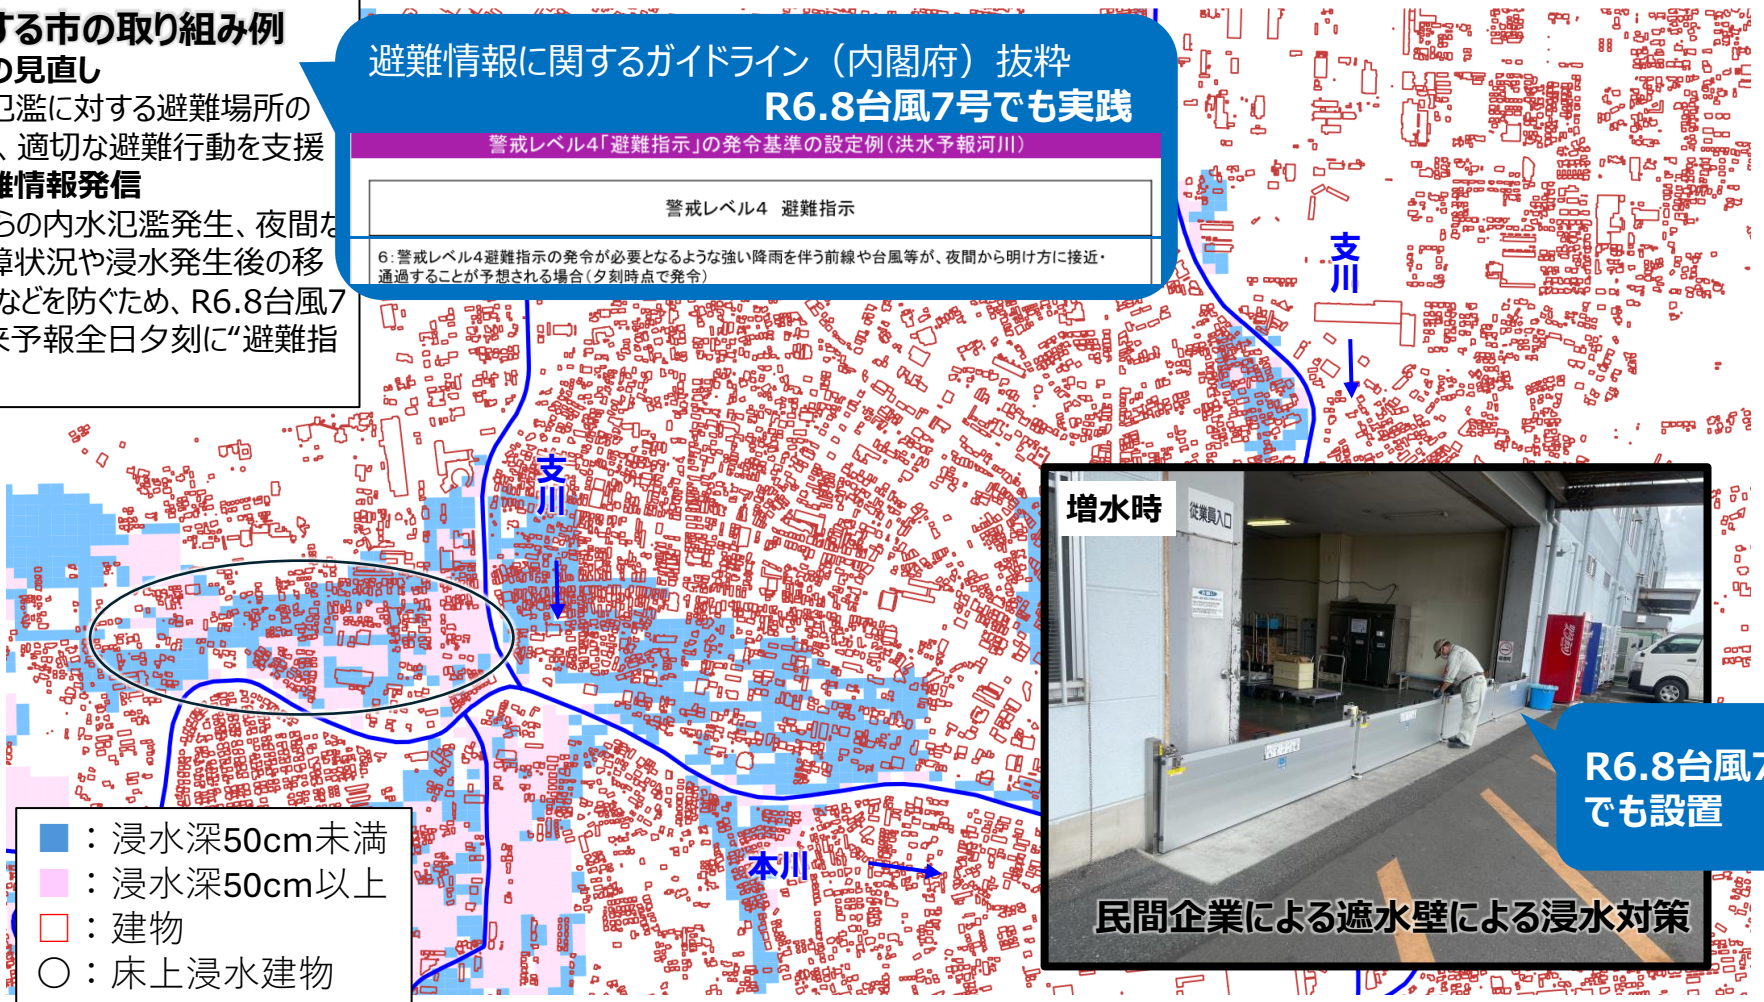 する市の取り組み例
の見直し
氾濫に対する避難場所の
、適切な避難行動を支援
難情報発信
らの内水氾濫発生、夜間な
障状況や浸水発生後の移
などを防ぐため、R6.8台風7
来予報全日夕刻に“避難指
避難情報に関するガイドライン（内閣府）抜粋
R6.8台風7号でも実践
警戒レベル4「避難指示」の発令基準の設定例（洪水予報河川）
警戒レベル4　避難指示
6：警戒レベル4避難指示の発令が必要となるような強い降雨を伴う前線や台風等が、夜間から明け方に接近・
通過することが予想される場合（夕刻時点で発令）
支川
支川
本川
増水時
従業員入口
Coca-Cola
R6.8台風7
でも設置
民間企業による遮水壁による浸水対策
：浸水深50cm未満
：浸水深50cm以上
：建物
：床上浸水建物